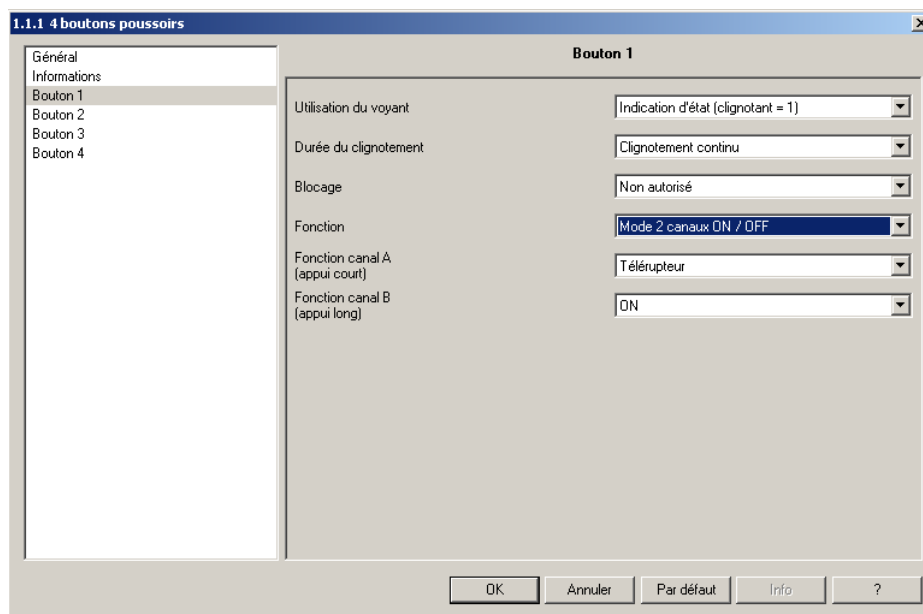 1.1.1 4 boutons poussoirs
Général
Informations
Bouton 1
Bouton 2
Bouton 3
Bouton 4
Bouton 1
Utilisation du voyant
Indication d'état (clignotant = 1)
Durée du clignotement
Clignotement continu
Blocage
Non autorisé
Fonction
Mode 2 canaux ON / OFF
Fonction canal A
(appui court)
Télérupteur
Fonction canal B
(appui long)
ON
OK
Annuler
Par défaut
Info
?